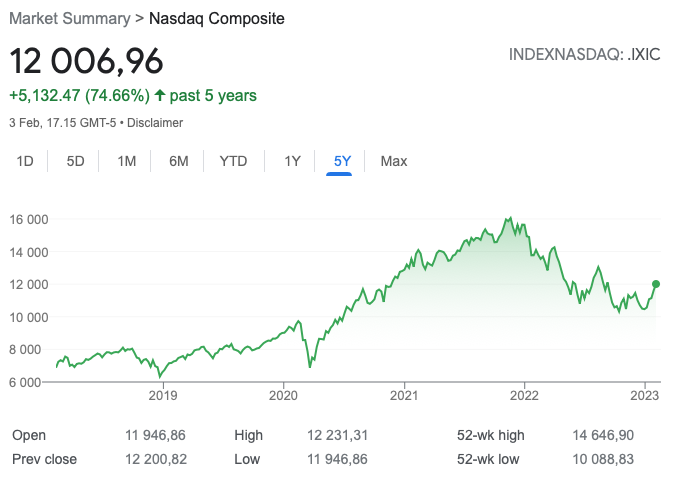 Market Summary > Nasdaq Composite
12 006,96
INDEXNASDAQ: .IXIC
+5,132.47 (74.66%) ↑ past 5 years
3 Feb, 17.15 GMT-5 • Disclaimer
1D 5D 1M 6M YTD 1Y 5Y Max
16 000
14 000
12 000
10 000
8 000
6 000
2019 2020 2021 2022 2023
Open 11 946,86 High 12 231,31 52-wk high 14 646,90
Prev close 12 200,82 Low 11 946,86 52-wk low 10 088,83